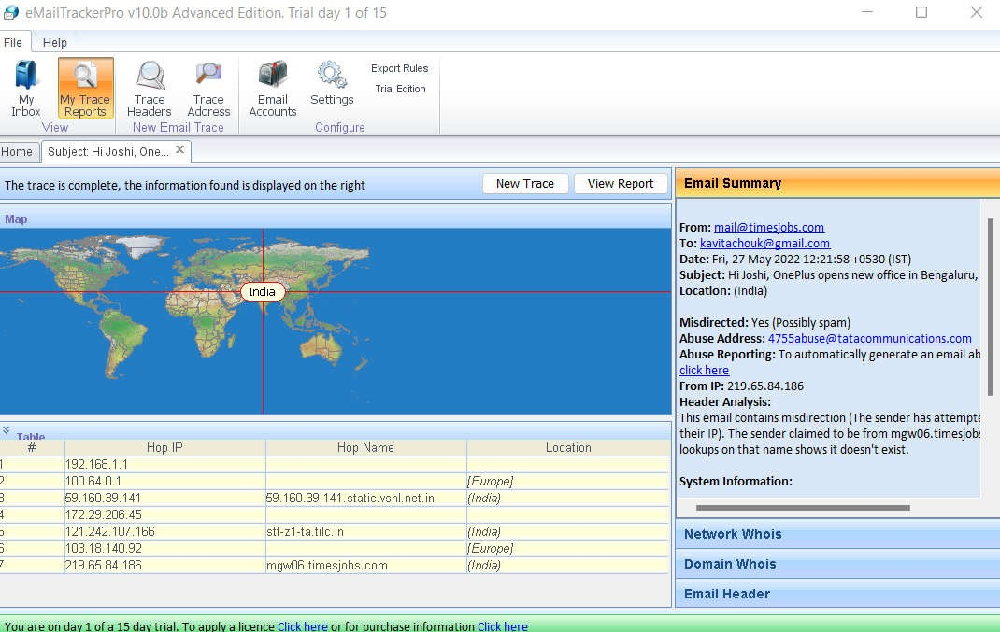 eMailTrackerPro v10.0b Advanced Edition. Trial day 1 of 15
File Help
My Inbox
My Trace Reports
Trace Headers
Trace Address
Email Accounts
Settings
Export Rules
Trial Edition
View
New Email Trace
Configure
Home
Subject: Hi Joshi, One...
The trace is complete, the information found is displayed on the right
New Trace
View Report
Map
India
Table
# Hop IP Hop Name Location
1 192.168.1.1
2 100.64.0.1 [Europe]
3 59.160.39.141 59.160.39.141.static.vsnl.net.in (India)
4 172.29.206.45
5 121.242.107.166 stt-z1-ta.tilc.in (India)
6 103.18.140.92 [Europe]
7 219.65.84.186 mgw06.timesjobs.com (India)
Email Summary
From: mail@timesjobs.com
To: kavitachouk@gmail.com
Date: Fri, 27 May 2022 12:21:58 +0530 (IST)
Subject: Hi Joshi, OnePlus opens new office in Bengaluru,
Location: (India)
Misdirected: Yes (Possibly spam)
Abuse Address: 4755abuse@tatacommunications.com
Abuse Reporting: To automatically generate an email ab
click here
From IP: 219.65.84.186
Header Analysis:
This email contains misdirection (The sender has attempte
their IP). The sender claimed to be from mgw06.timesjobs
lookups on that name shows it doesn't exist.
System Information:
Network Whois
Domain Whois
Email Header
You are on day 1 of a 15 day trial. To apply a licence Click here or for purchase information Click here